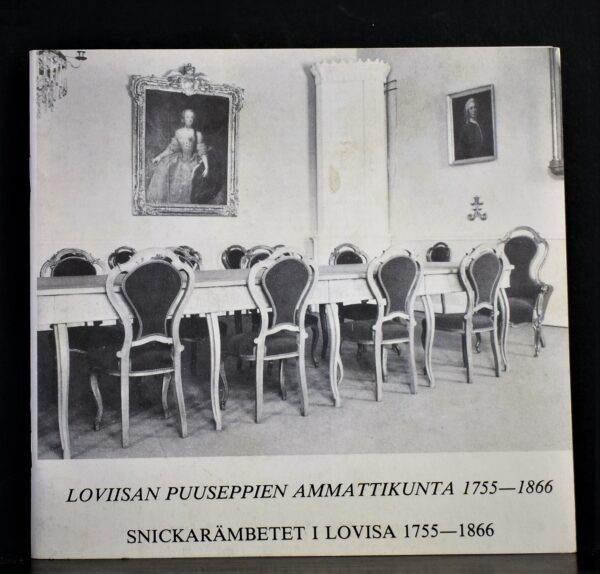 LOVIISAN PUUSEPPIEN AMMATTIKUNTA 1755—1866
SNICKARÄMBETET I LOVISA 1755—1866